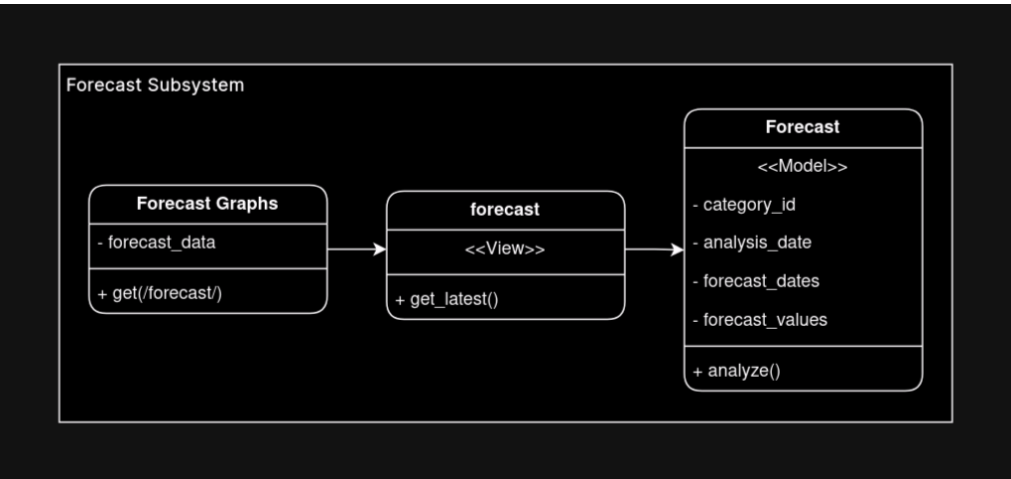 Forecast Subsystem
Forecast Graphs
- forecast_data
+ get(/forecast/)
forecast
<<View>>
+ get_latest()
Forecast
<<Model>>
- category_id
- analysis_date
- forecast_dates
- forecast_values
+ analyze()